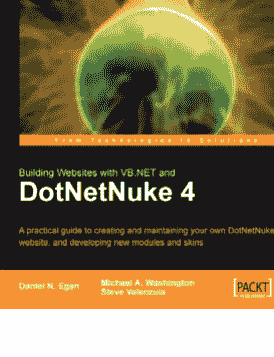 From Technologies to Solutions
Building Websites with VB.NET and
DotNetNuke 4
A practical guide to creating and maintaining your own DotNetNuke
website, and developing new modules and skins
Daniel N. Egan
Michael A. Washington
Steve Valenzuela
PACKT
PUBLISHING